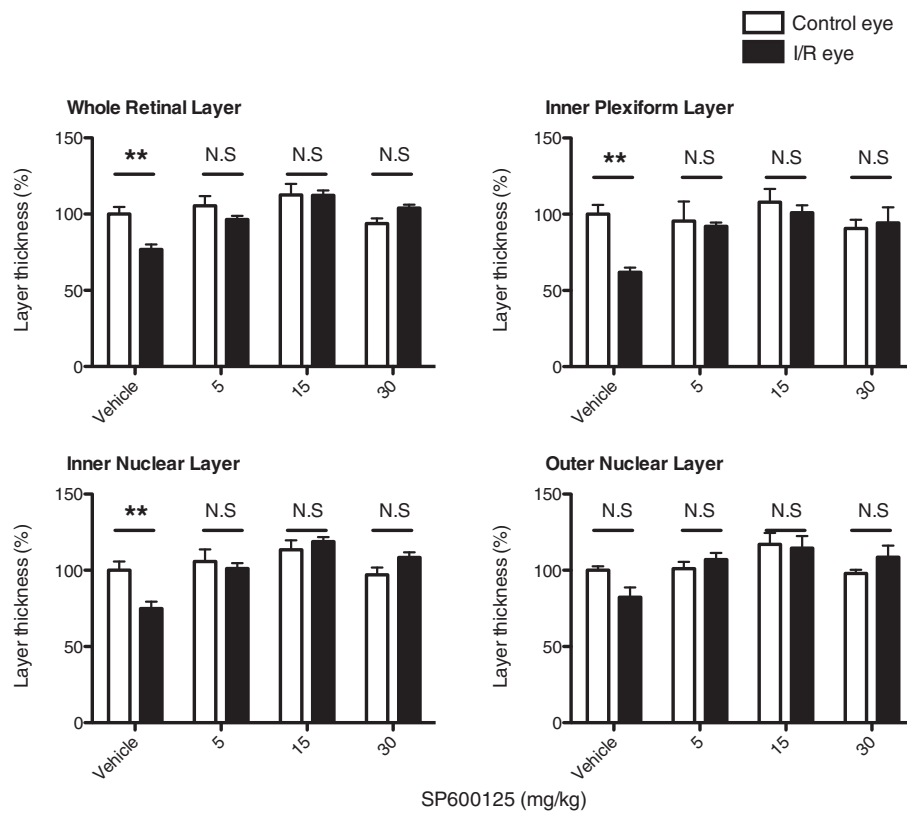 Control eye
I/R eye
Whole Retinal Layer
150
100
50
0
Layer thickness (%)
** N.S N.S N.S
Vehicle 5 15 30
Inner Plexiform Layer
150
100
50
0
Layer thickness (%)
** N.S N.S N.S
Vehicle 5 15 30
Inner Nuclear Layer
150
100
50
0
Layer thickness (%)
** N.S N.S N.S
Vehicle 5 15 30
Outer Nuclear Layer
150
100
50
0
Layer thickness (%)
N.S N.S N.S N.S
Vehicle 5 15 30
SP600125 (mg/kg)